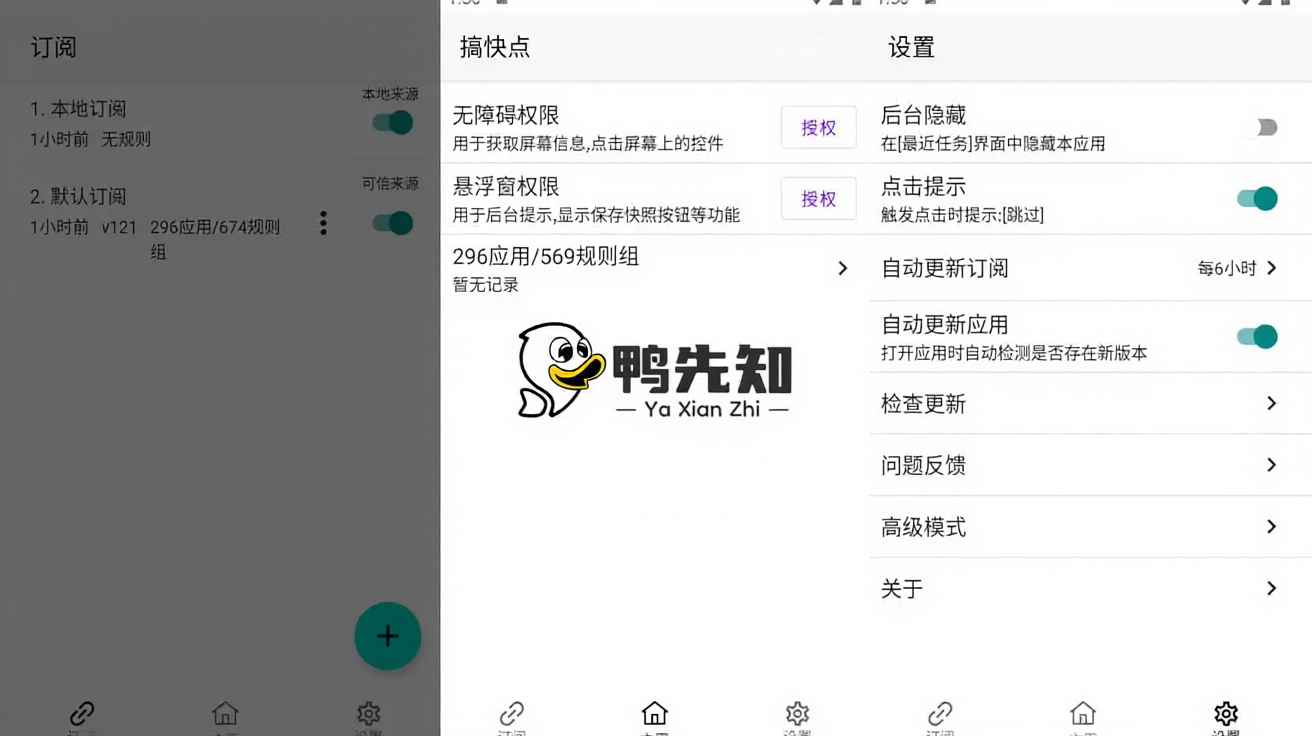 订阅
1. 本地订阅
本地来源
1小时前 无规则
2. 默认订阅
可信来源
1小时前 v121 296应用/674规则
组
搞快点
无障碍权限
用于获取屏幕信息,点击屏幕上的控件
授权
悬浮窗权限
用于后台提示,显示保存快照按钮等功能
授权
296应用/569规则组
暂无记录
鸭先知
— Ya Xian Zhi —
设置
后台隐藏
在[最近任务]界面中隐藏本应用
点击提示
触发点击时提示:[跳过]
自动更新订阅
每6小时
自动更新应用
打开应用时自动检测是否存在新版本
检查更新
问题反馈
高级模式
关于